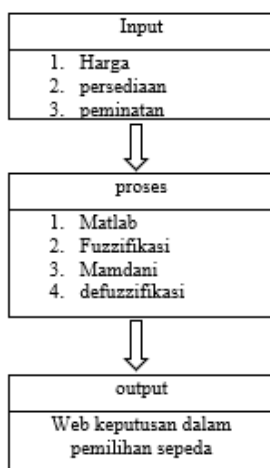 Input
1. Harga
2. persediaan
3. peminatan
proses
1. Matlab
2. Fuzzifikasi
3. Mamdani
4. defuzzifikasi
output
Web keputusan dalam
pemilihan sepeda